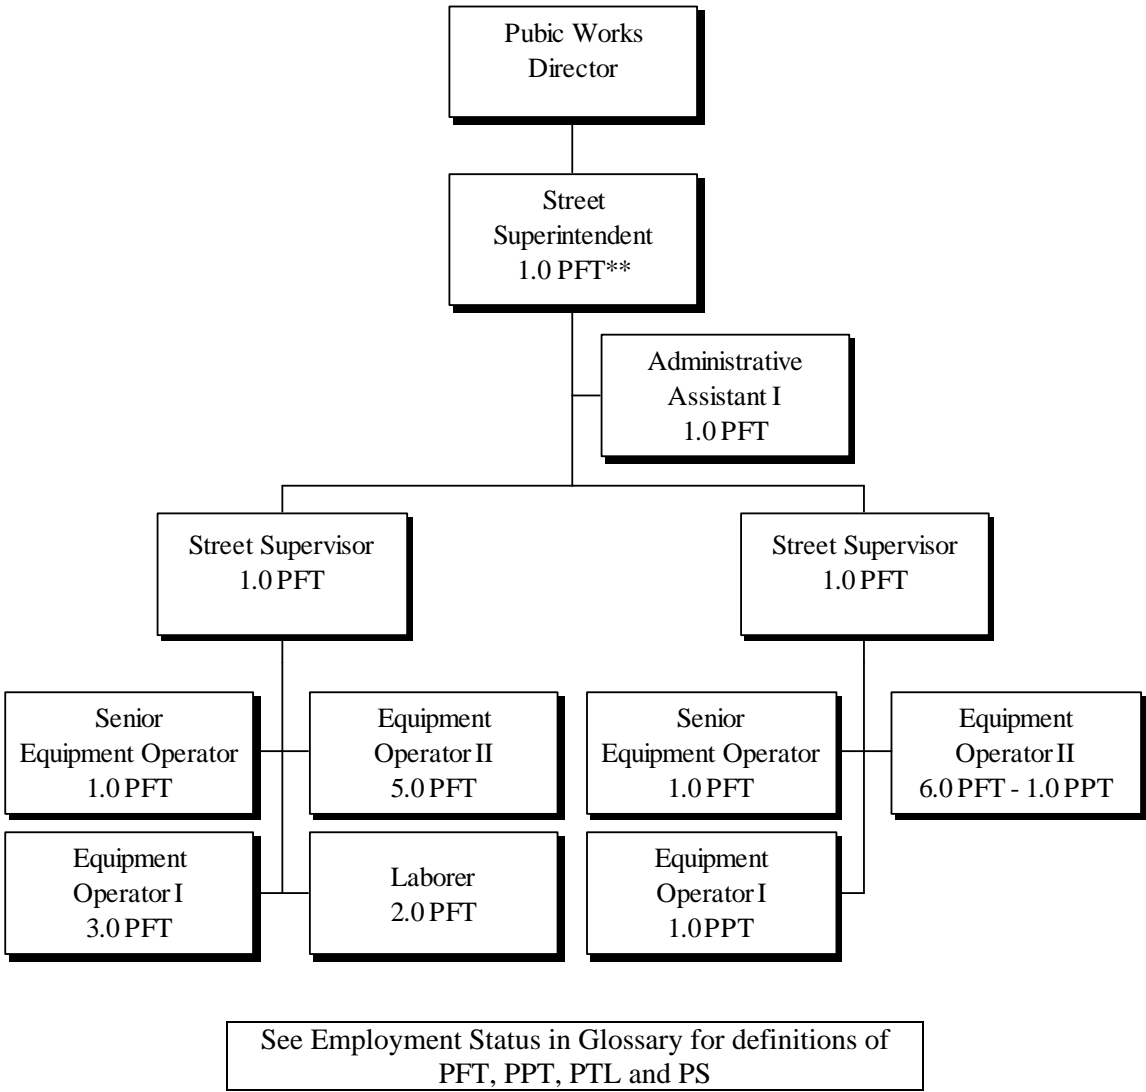 Pubic Works
Director
Street
Superintendent
1.0 PFT**
Administrative
Assistant I
1.0 PFT
Street Supervisor
1.0 PFT
Street Supervisor
1.0 PFT
Senior
Equipment Operator
1.0 PFT
Equipment
Operator II
5.0 PFT
Senior
Equipment Operator
1.0 PFT
Equipment
Operator II
6.0 PFT - 1.0 PPT
Equipment
Operator I
3.0 PFT
Laborer
2.0 PFT
Equipment
Operator I
1.0 PPT
See Employment Status in Glossary for definitions of
PFT, PPT, PTL and PS